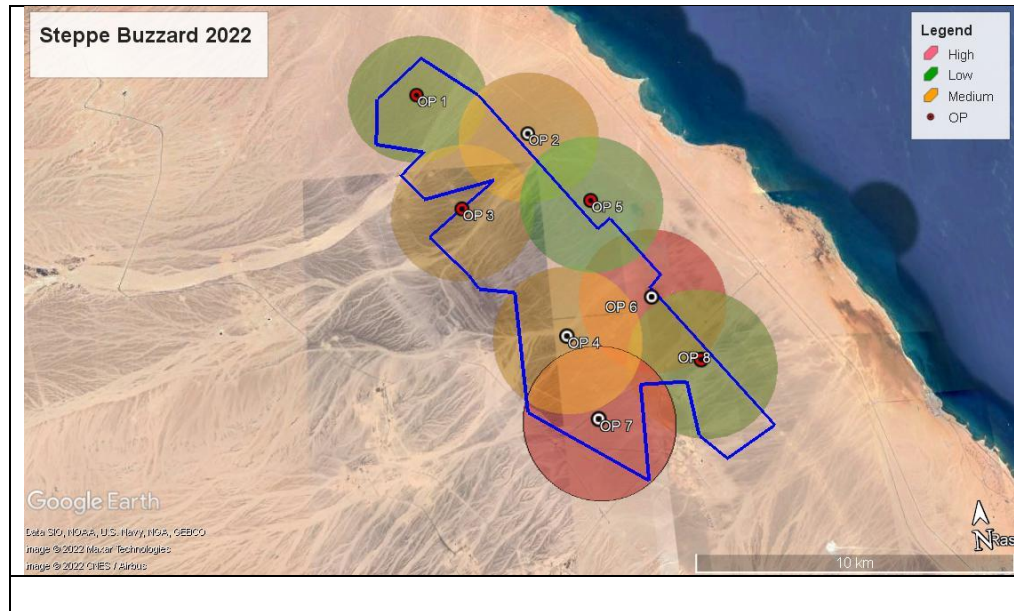 Steppe Buzzard 2022
Legend
High
Low
Medium
OP
OP 1
OP 2
OP 5
OP 3
OP 6
OP 4
OP 8
OP 7
Google Earth
Data SIO, NOAA, U.S. Navy, NGA, GEBCO
Image © 2022 Maxar Technologies
Image © 2022 CNES / Airbus
N
Ras
10 km